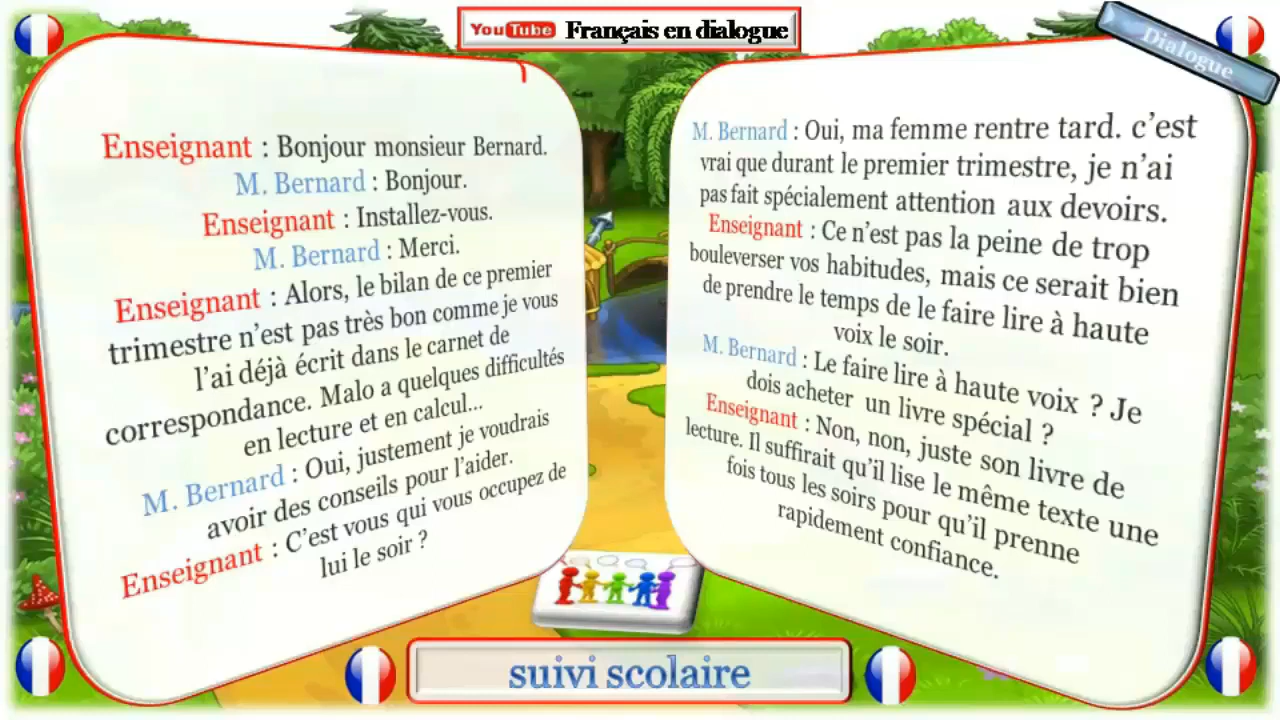 YouTube Français en dialogue
Dialogue
Enseignant : Bonjour monsieur Bernard.
M. Bernard : Bonjour.
Enseignant : Installez-vous.
M. Bernard : Merci.
Enseignant : Alors, le bilan de ce premier
trimestre n'est pas très bon comme je vous
l'ai déjà écrit dans le carnet de
correspondance. Malo a quelques difficultés
en lecture et en calcul...
M. Bernard : Oui, justement je voudrais
avoir des conseils pour l'aider.
Enseignant : C'est vous qui vous occupez de
lui le soir ?
M. Bernard : Oui, ma femme rentre tard. c'est
vrai que durant le premier trimestre, je n'ai
pas fait spécialement attention aux devoirs.
Enseignant : Ce n'est pas la peine de trop
bouleverser vos habitudes, mais ce serait bien
de prendre le temps de le faire lire à haute
voix le soir.
M. Bernard : Le faire lire à haute voix ? Je
dois acheter un livre spécial ?
Enseignant : Non, non, juste son livre de
lecture. Il suffirait qu'il lise le même texte une
fois tous les soirs pour qu'il prenne
rapidement confiance.
suivi scolaire